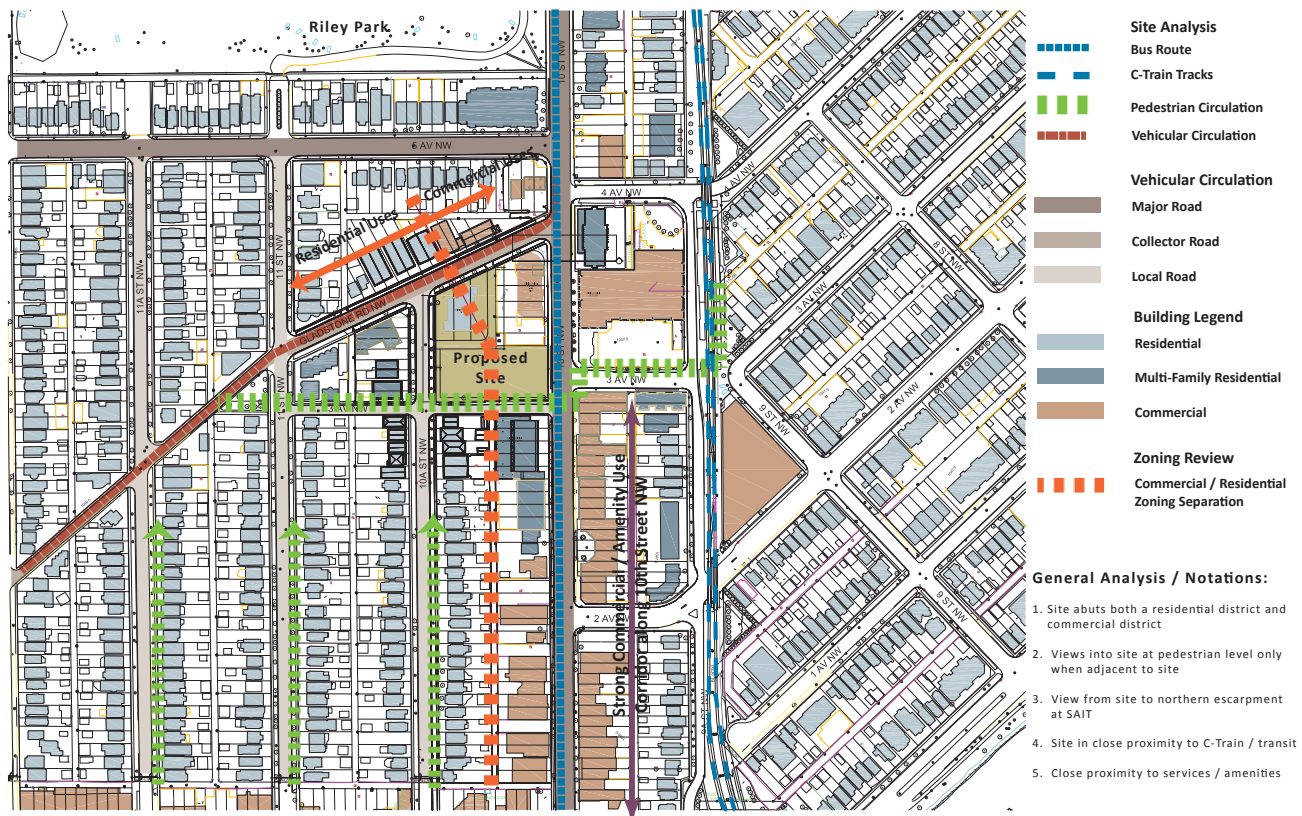 Riley Park
10 ST NW
5 AV NW
Commercial Uses
Residential Uses
4 AV NW
4 AV NW
11 ST NW
11A ST NW
GLADSTONE RD NW
3 AV NW
8 ST NW
Proposed
Site
3 AV NW
3 AV NW
9 ST NW
2 AV NW
10A ST NW
Strong Commercial / Amenity Use
Corridor along 10th Street NW
2 AV NW
9 ST NW
1 AV NW
Site Analysis
Bus Route
C-Train Tracks
Pedestrian Circulation
Vehicular Circulation
Vehicular Circulation
Major Road
Collector Road
Local Road
Building Legend
Residential
Multi-Family Residential
Commercial
Zoning Review
Commercial / Residential
Zoning Separation
General Analysis / Notations:
1. Site abuts both a residential district and
commercial district
2. Views into site at pedestrian level only
when adjacent to site
3. View from site to northern escarpment
at SAIT
4. Site in close proximity to C-Train / transit
5. Close proximity to services / amenities